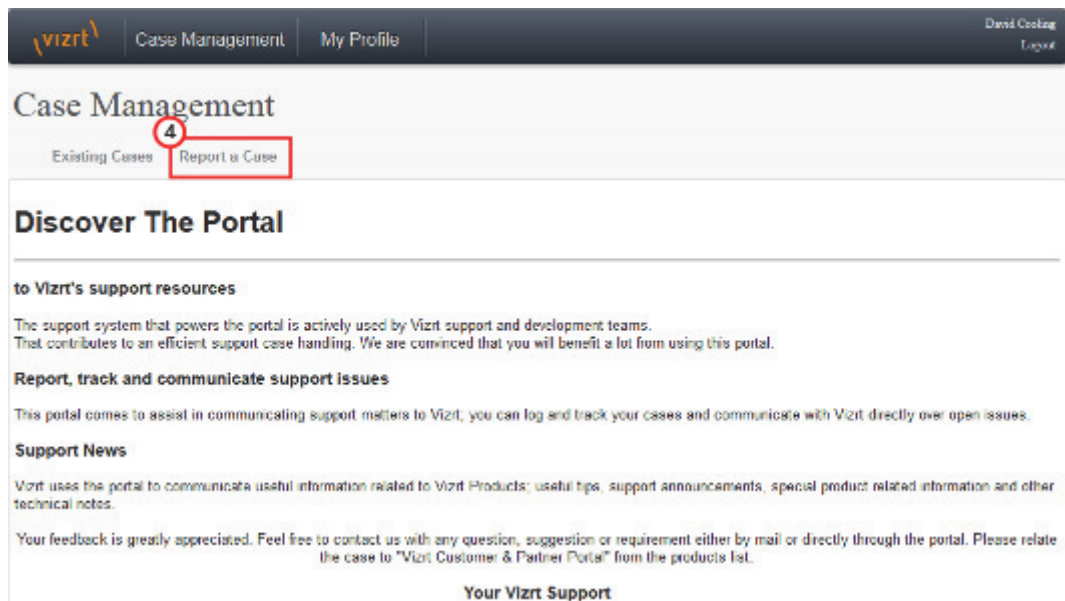 vizrt
Case Management
My Profile
David Cooling
Logout
Case Management
4
Existing Cases
Report a Case
Discover The Portal
to Vizrt's support resources
The support system that powers the portal is actively used by Vizrt support and development teams.
That contributes to an efficient support case handling. We are convinced that you will benefit a lot from using this portal.
Report, track and communicate support issues
This portal comes to assist in communicating support matters to Vizrt; you can log and track your cases and communicate with Vizrt directly over open issues.
Support News
Vizrt uses the portal to communicate useful information related to Vizrt Products; useful tips, support announcements, special product related information and other
technical notes.
Your feedback is greatly appreciated. Feel free to contact us with any question, suggestion or requirement either by mail or directly through the portal. Please relate
the case to "Vizrt Customer & Partner Portal" from the products list.
Your Vizrt Support